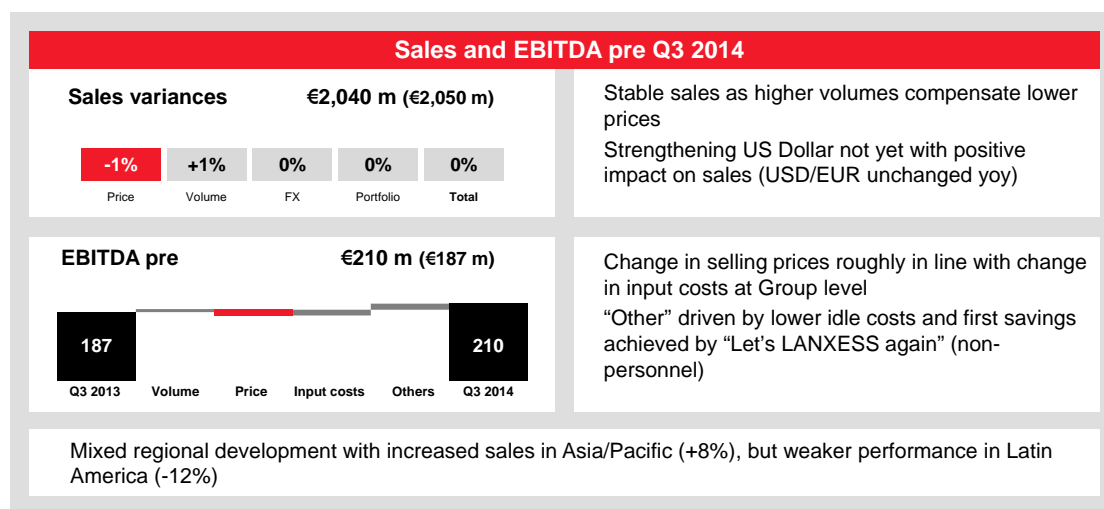 Sales and EBITDA pre Q3 2014
Sales variances €2,040 m (€2,050 m)
-1% +1% 0% 0% 0%
Price Volume FX Portfolio Total
Stable sales as higher volumes compensate lower
prices
Strengthening US Dollar not yet with positive
impact on sales (USD/EUR unchanged yoy)
EBITDA pre €210 m (€187 m)
187 210
Q3 2013 Volume Price Input costs Others Q3 2014
Change in selling prices roughly in line with change
in input costs at Group level
“Other” driven by lower idle costs and first savings
achieved by “Let’s LANXESS again” (non-
personnel)
Mixed regional development with increased sales in Asia/Pacific (+8%), but weaker performance in Latin
America (-12%)